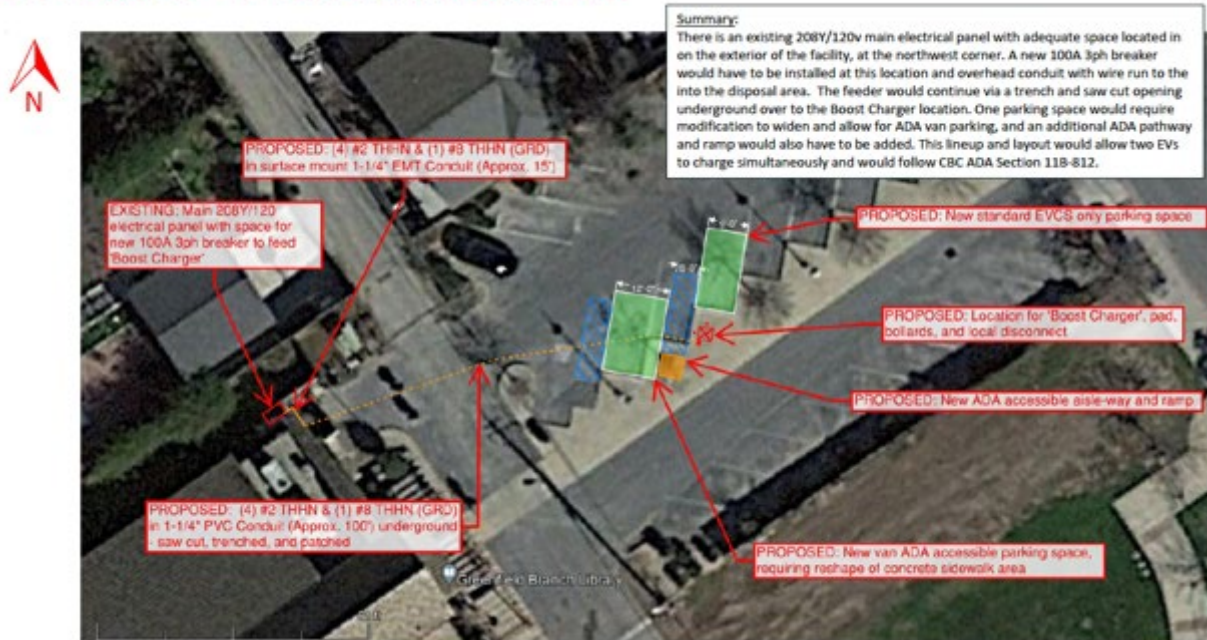 Summary:
There is an existing 208Y/120v main electrical panel with adequate space located in
on the exterior of the facility, at the northwest corner. A new 100A 3ph breaker
would have to be installed at this location and overhead conduit with wire run to the
into the disposal area. The feeder would continue via a trench and saw cut opening
underground over to the Boost Charger location. One parking space would require
modification to widen and allow for ADA van parking, and an additional ADA pathway
and ramp would also have to be added. This lineup and layout would allow two EVs
to charge simultaneously and would follow CBC ADA Section 11B-812.
N
PROPOSED: (4) #2 THHN & (1) #8 THHN (GRD)
in surface mount 1-1/4" EMT Conduit (Approx. 15')
EXISTING: Main 208Y/120
electrical panel with space for
new 100A 3ph breaker to feed
'Boost Charger'
PROPOSED: New standard EVCS only parking space
PROPOSED: Location for 'Boost Charger', pad,
bollards, and local disconnect
PROPOSED: New ADA accessible aisle-way and ramp
PROPOSED: (4) #2 THHN & (1) #8 THHN (GRD)
in 1-1/4" PVC Conduit (Approx. 100') underground
- saw cut, trenched, and patched
PROPOSED: New van ADA accessible parking space,
requiring reshape of concrete sidewalk area
Greenfield Branch Library